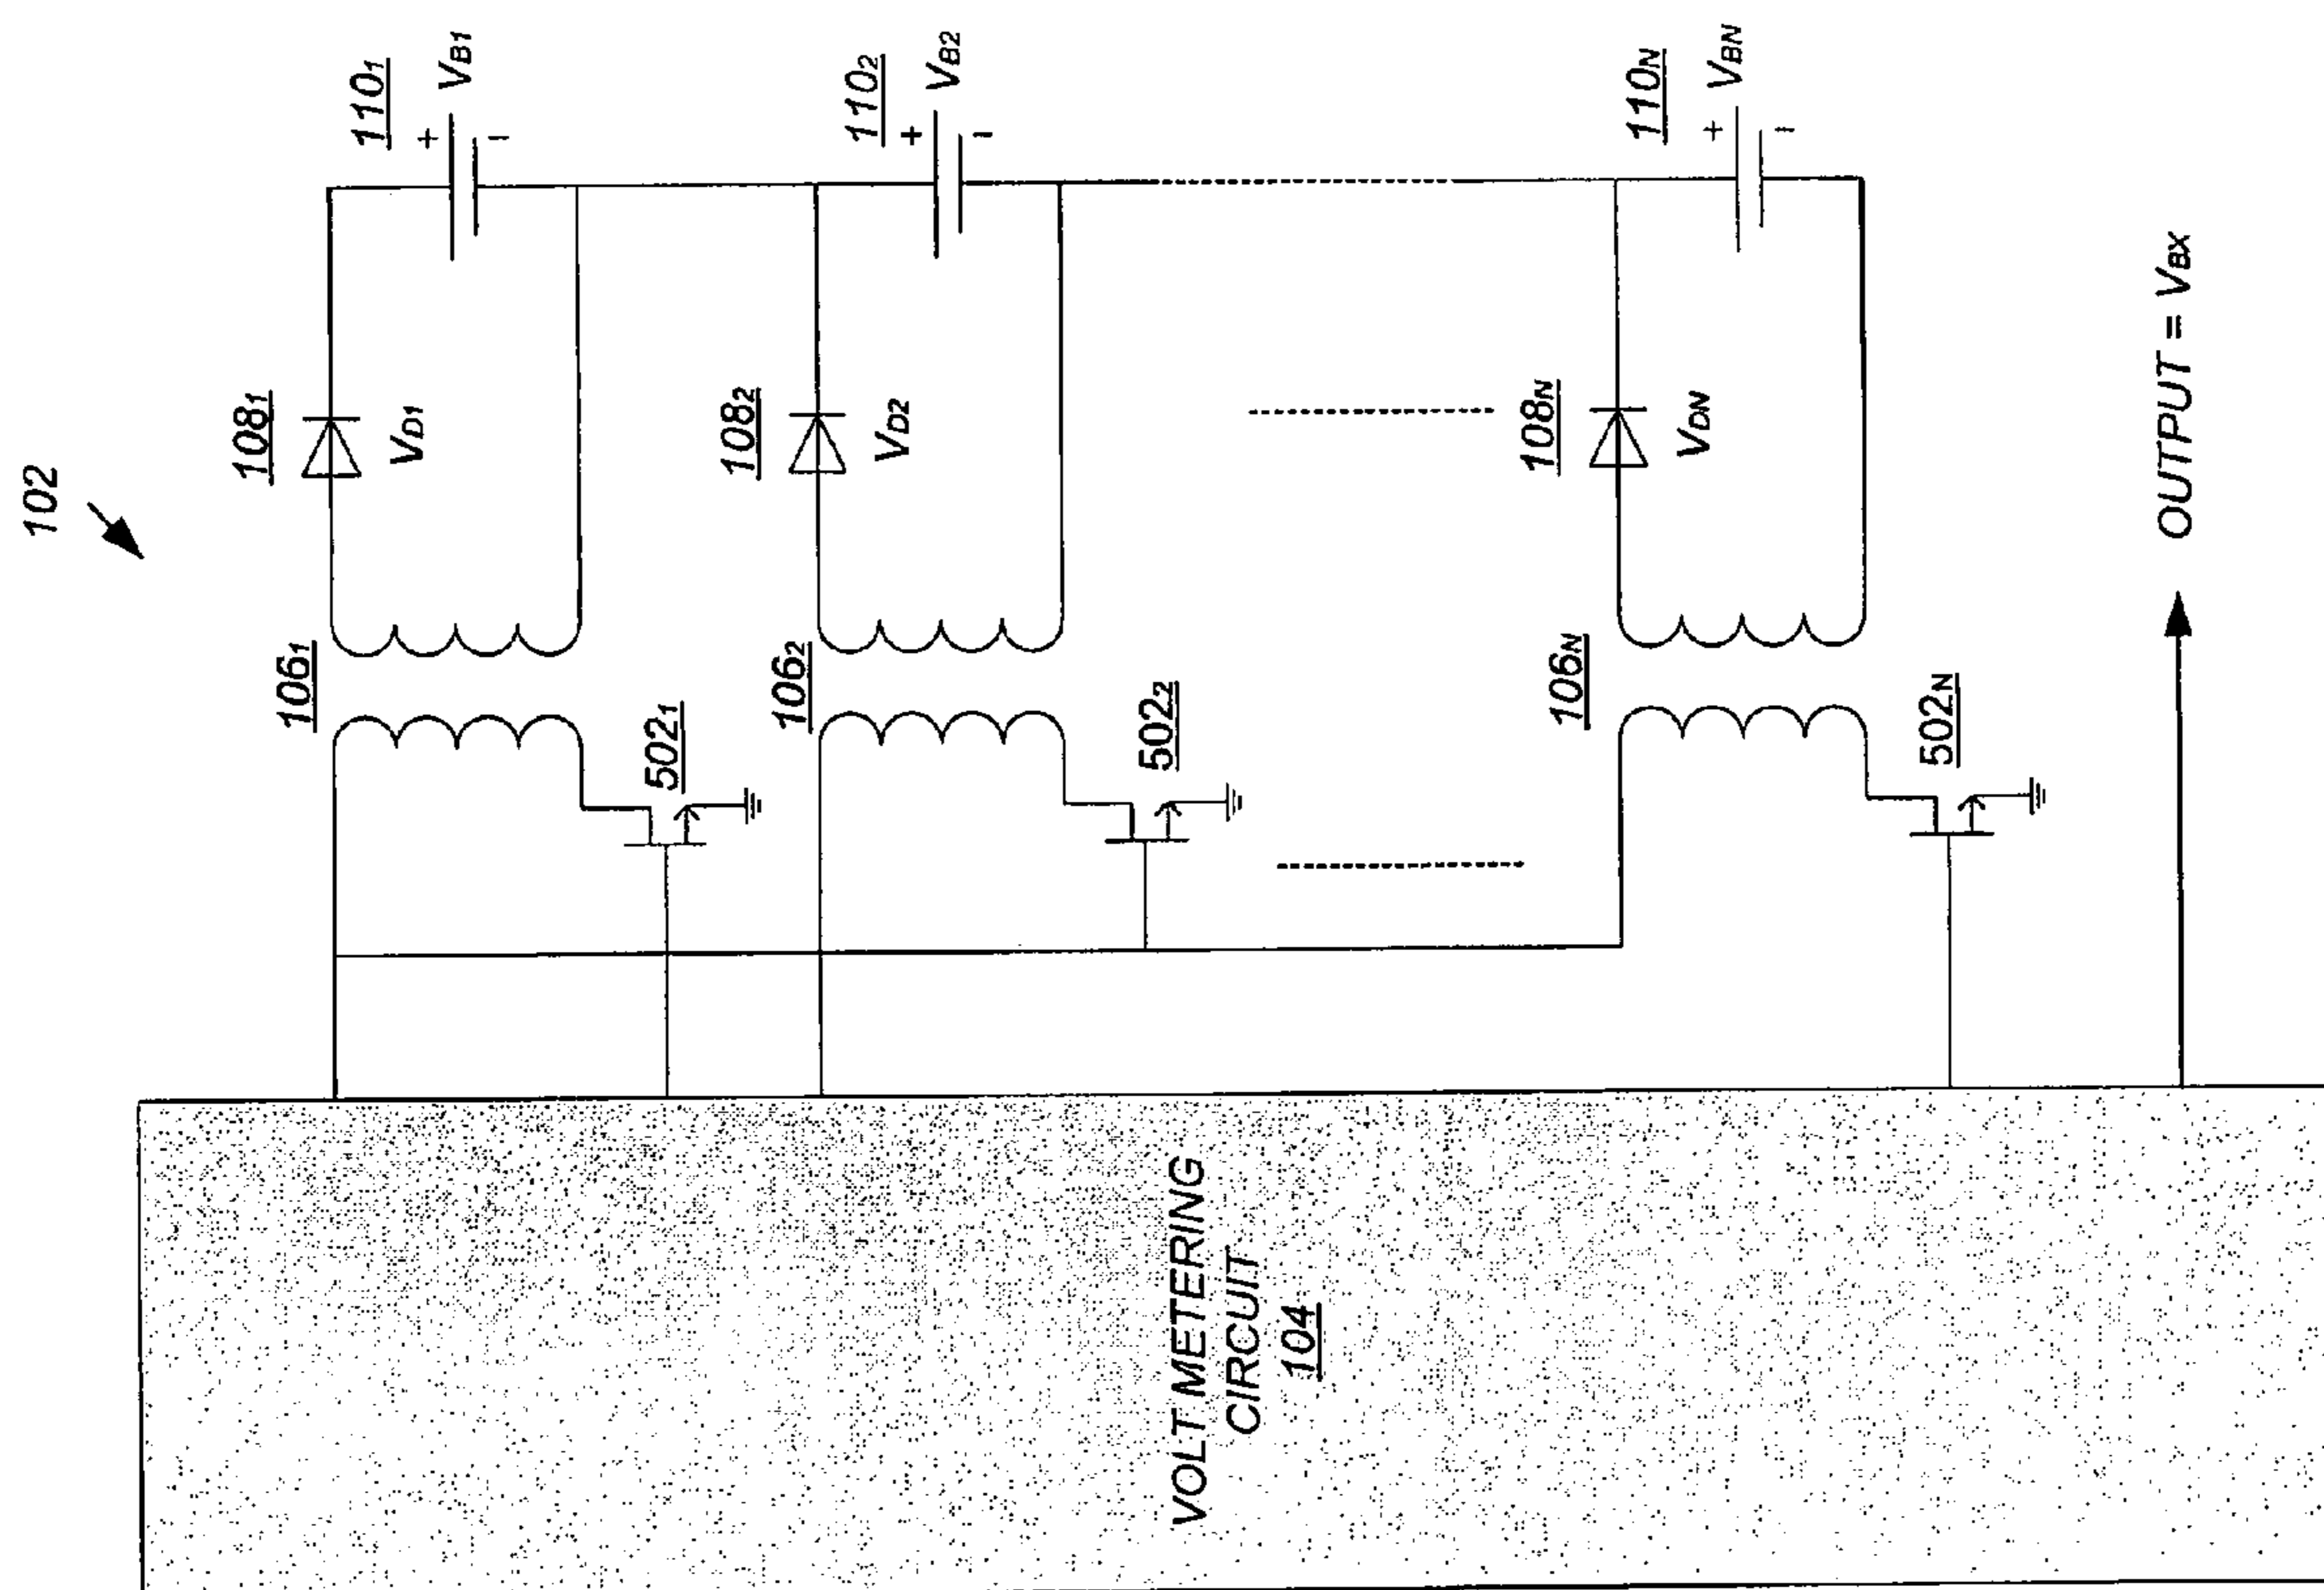 102
110₁
+
V_B1
-
108₁
V_D1
106₁
502₁
110₂
+
V_B2
-
108₂
V_D2
106₂
502₂
110_N
+
V_BN
-
108_N
V_DN
106_N
502_N
OUTPUT = V_BX
VOLT METERING
CIRCUIT
104